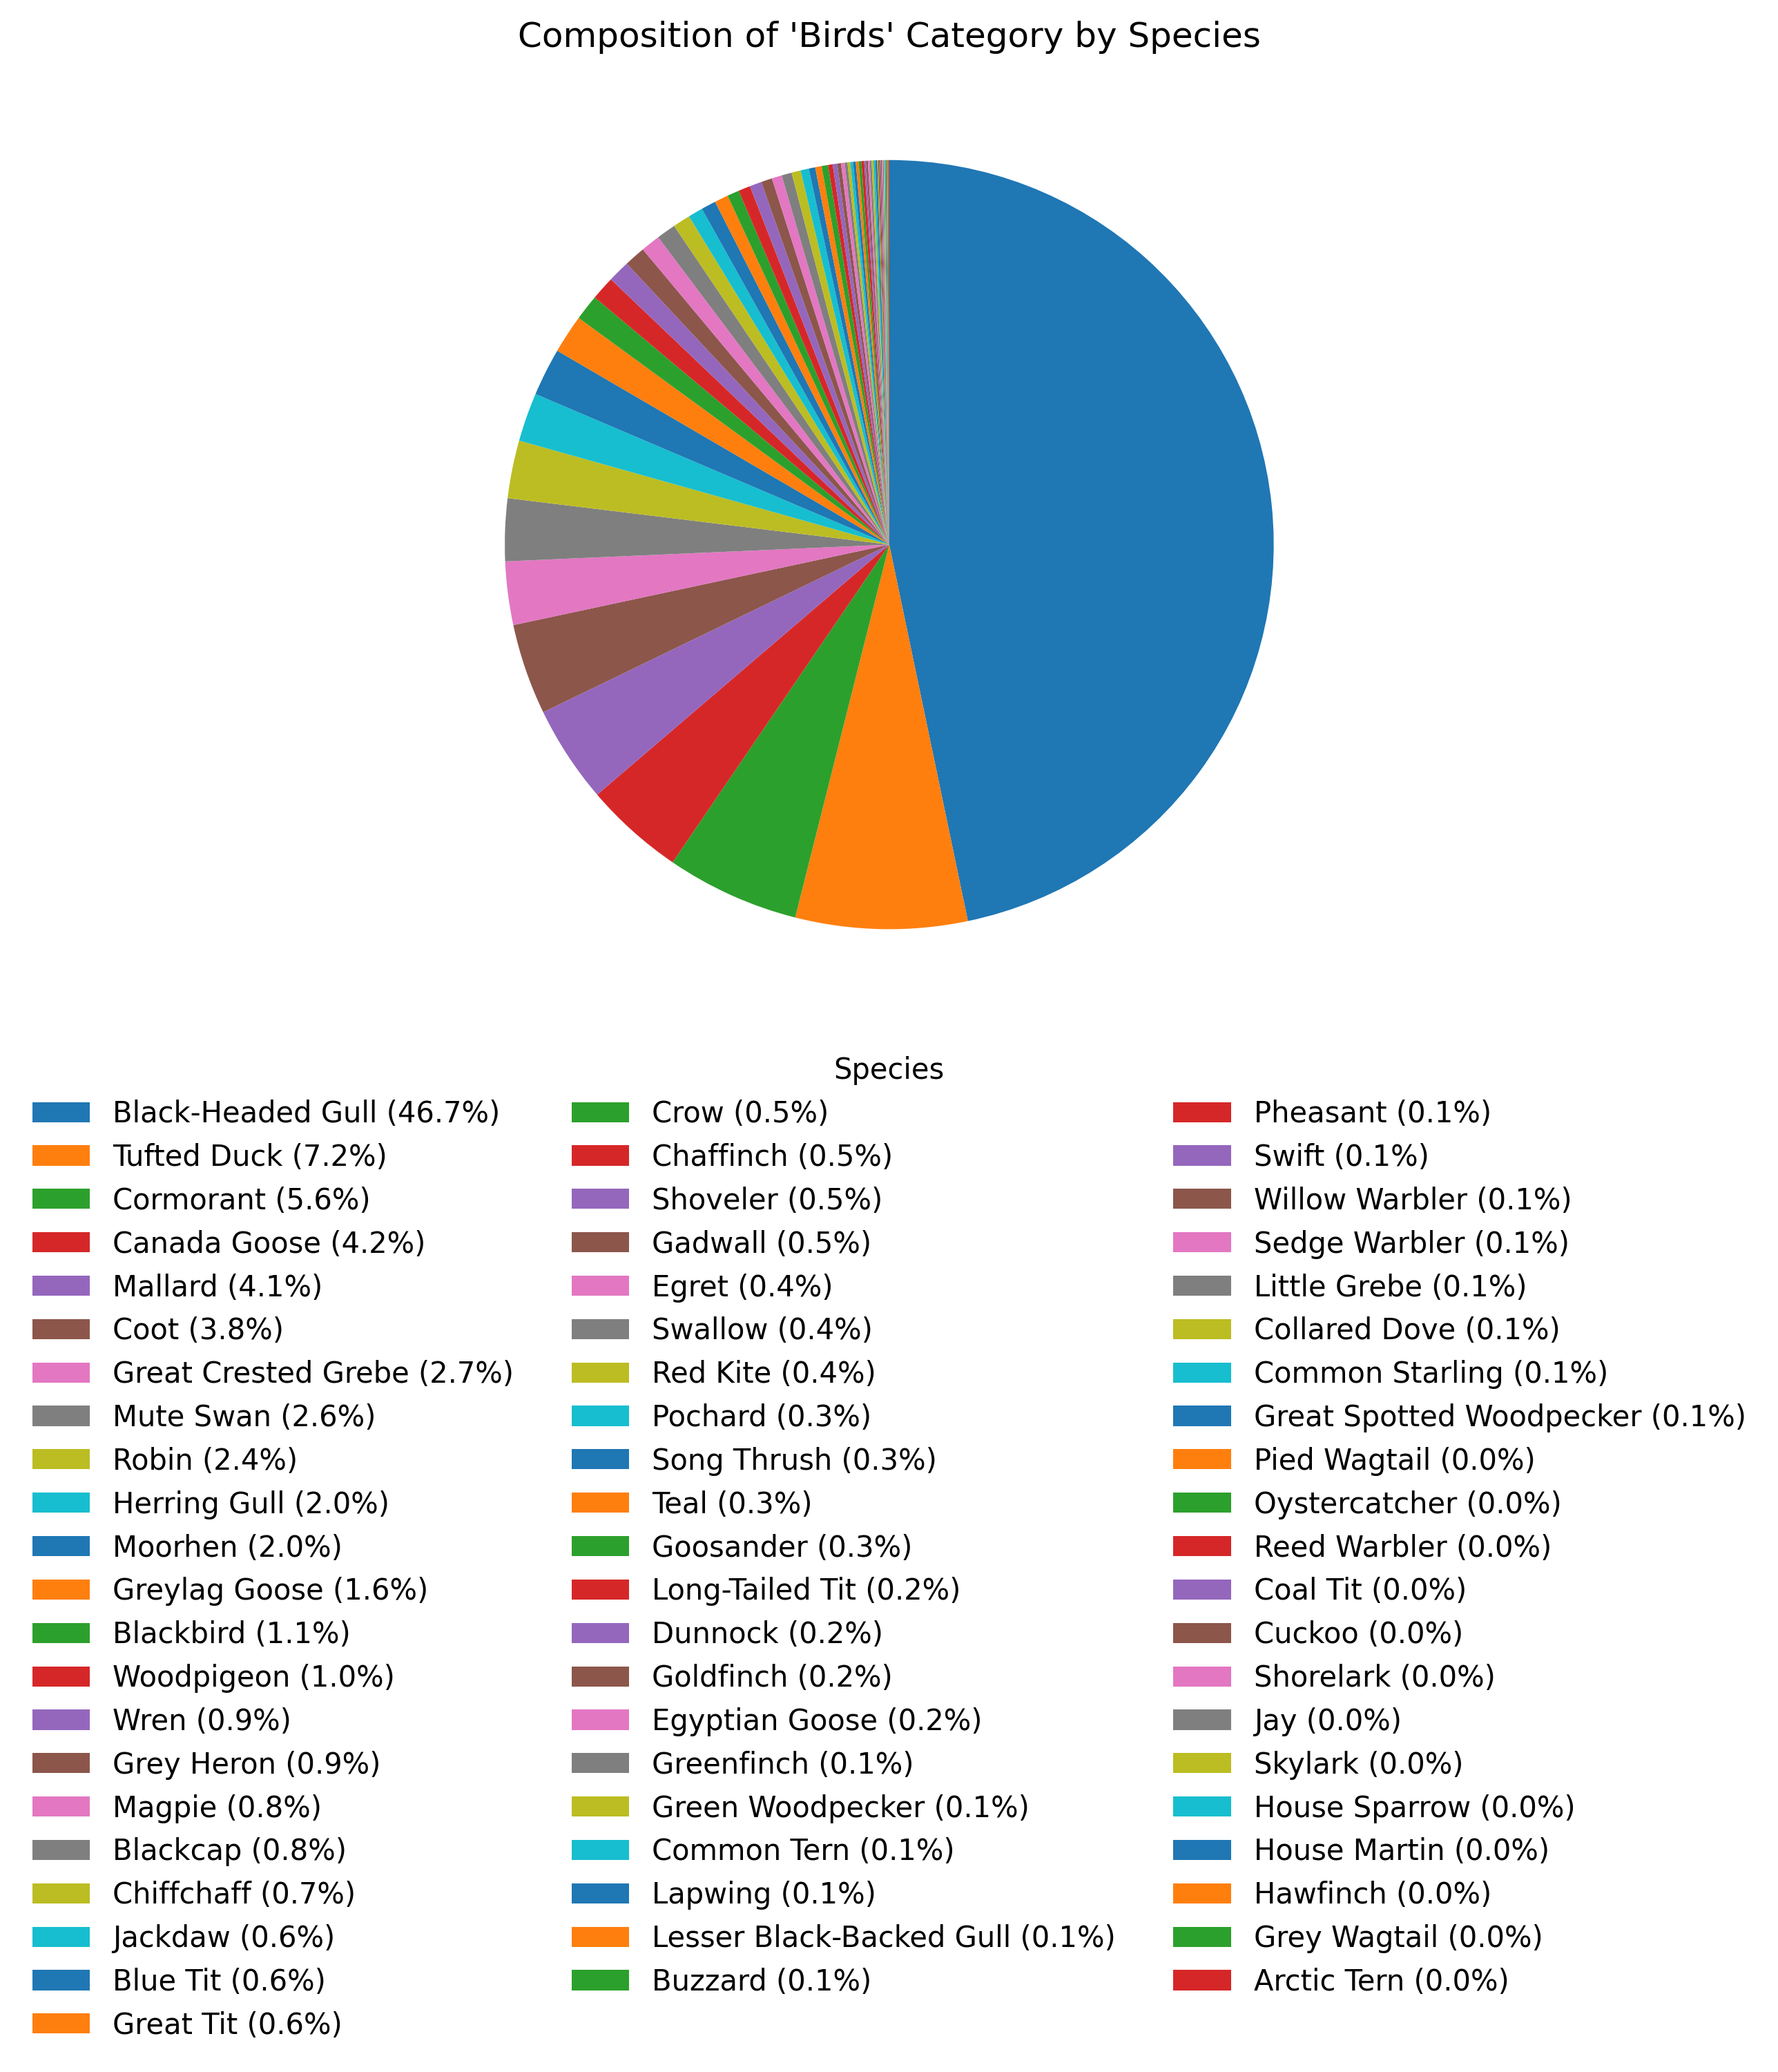 Composition of 'Birds' Category by Species
Species
Black-Headed Gull (46.7%)
Tufted Duck (7.2%)
Cormorant (5.6%)
Canada Goose (4.2%)
Mallard (4.1%)
Coot (3.8%)
Great Crested Grebe (2.7%)
Mute Swan (2.6%)
Robin (2.4%)
Herring Gull (2.0%)
Moorhen (2.0%)
Greylag Goose (1.6%)
Blackbird (1.1%)
Woodpigeon (1.0%)
Wren (0.9%)
Grey Heron (0.9%)
Magpie (0.8%)
Blackcap (0.8%)
Chiffchaff (0.7%)
Jackdaw (0.6%)
Blue Tit (0.6%)
Great Tit (0.6%)
Crow (0.5%)
Chaffinch (0.5%)
Shoveler (0.5%)
Gadwall (0.5%)
Egret (0.4%)
Swallow (0.4%)
Red Kite (0.4%)
Pochard (0.3%)
Song Thrush (0.3%)
Teal (0.3%)
Goosander (0.3%)
Long-Tailed Tit (0.2%)
Dunnock (0.2%)
Goldfinch (0.2%)
Egyptian Goose (0.2%)
Greenfinch (0.1%)
Green Woodpecker (0.1%)
Common Tern (0.1%)
Lapwing (0.1%)
Lesser Black-Backed Gull (0.1%)
Buzzard (0.1%)
Pheasant (0.1%)
Swift (0.1%)
Willow Warbler (0.1%)
Sedge Warbler (0.1%)
Little Grebe (0.1%)
Collared Dove (0.1%)
Common Starling (0.1%)
Great Spotted Woodpecker (0.1%)
Pied Wagtail (0.0%)
Oystercatcher (0.0%)
Reed Warbler (0.0%)
Coal Tit (0.0%)
Cuckoo (0.0%)
Shorelark (0.0%)
Jay (0.0%)
Skylark (0.0%)
House Sparrow (0.0%)
House Martin (0.0%)
Hawfinch (0.0%)
Grey Wagtail (0.0%)
Arctic Tern (0.0%)